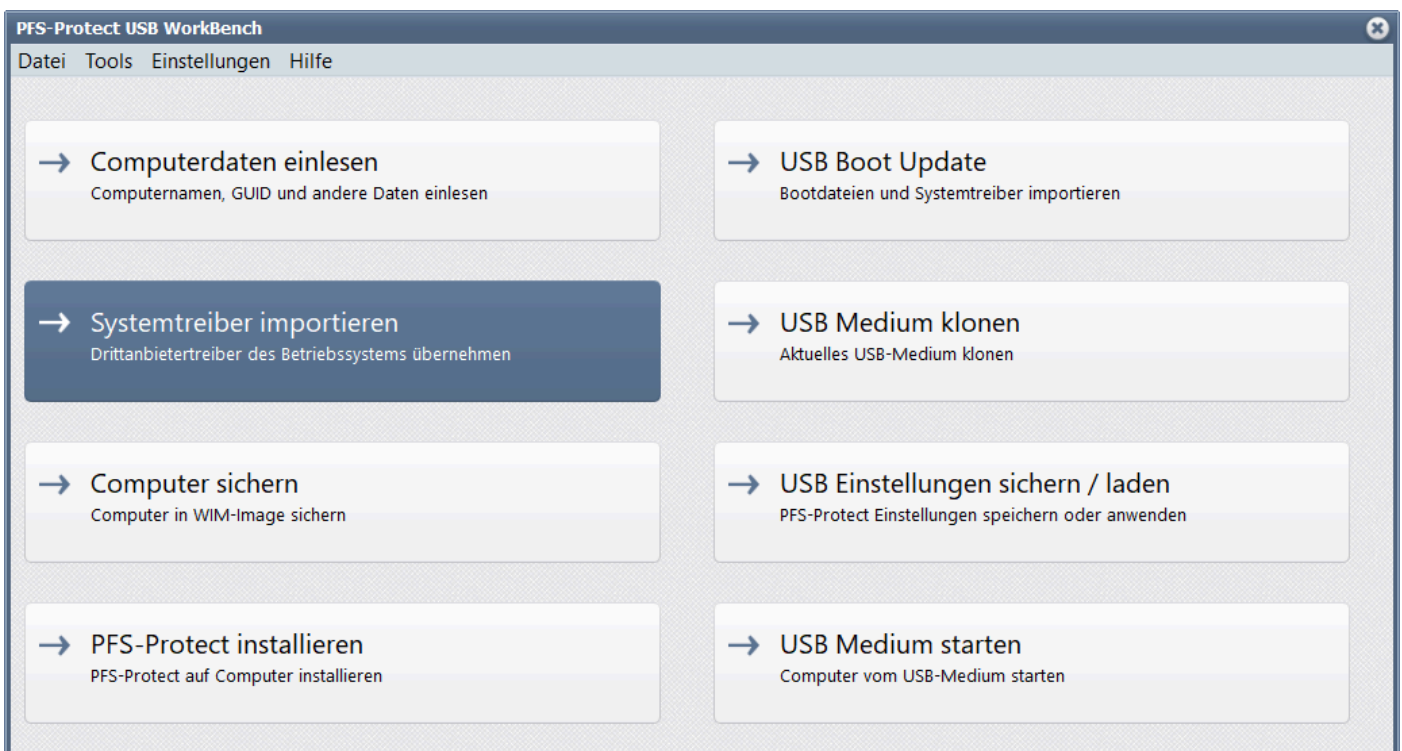 PFS-Protect USB WorkBench
Datei Tools Einstellungen Hilfe
Computerdaten einlesen
Computernamen, GUID und andere Daten einlesen
USB Boot Update
Bootdateien und Systemtreiber importieren
Systemtreiber importieren
Drittanbietertreiber des Betriebssystems übernehmen
USB Medium klonen
Aktuelles USB-Medium klonen
Computer sichern
Computer in WIM-Image sichern
USB Einstellungen sichern / laden
PFS-Protect Einstellungen speichern oder anwenden
PFS-Protect installieren
PFS-Protect auf Computer installieren
USB Medium starten
Computer vom USB-Medium starten